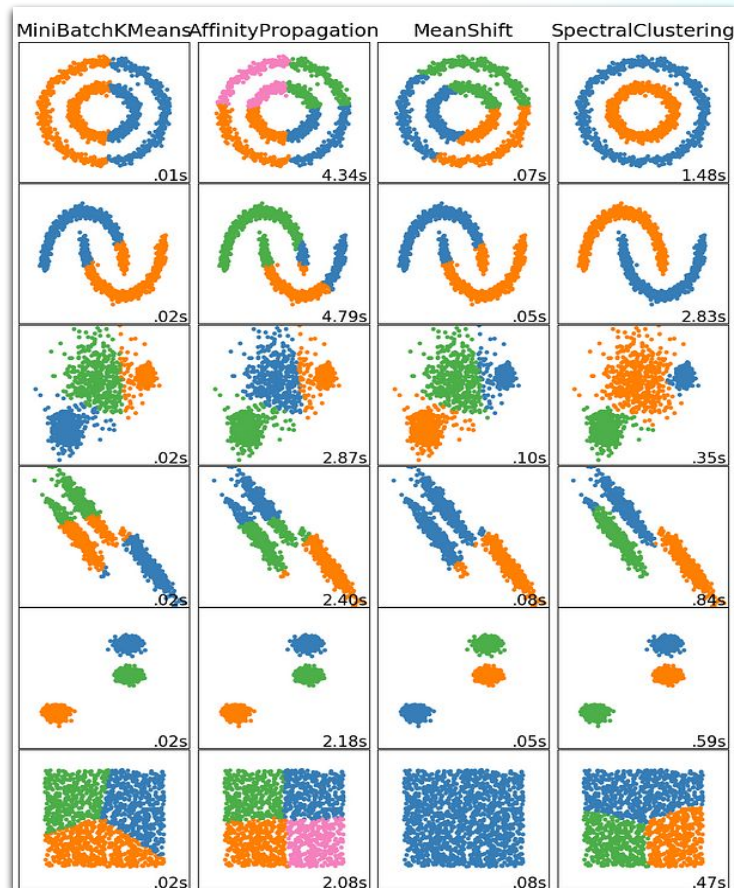 MiniBatchKMeans AffinityPropagation MeanShift SpectralClustering
.01s 4.34s .07s 1.48s
.02s 4.79s .05s 2.83s
.02s 2.87s .10s .35s
.02s 2.40s .08s .84s
.02s 2.18s .05s .59s
.02s 2.08s .08s .47s